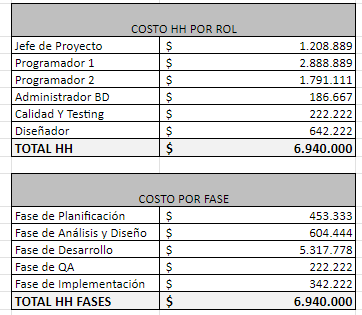 COSTO HH POR ROL
Jefe de Proyecto $ 1.208.889
Programador 1 $ 2.888.889
Programador 2 $ 1.791.111
Administrador BD $ 186.667
Calidad Y Testing $ 222.222
Diseñador $ 642.222
TOTAL HH $ 6.940.000
COSTO POR FASE
Fase de Planificación $ 453.333
Fase de Análisis y Diseño $ 604.444
Fase de Desarrollo $ 5.317.778
Fase de QA $ 222.222
Fase de Implementación $ 342.222
TOTAL HH FASES $ 6.940.000